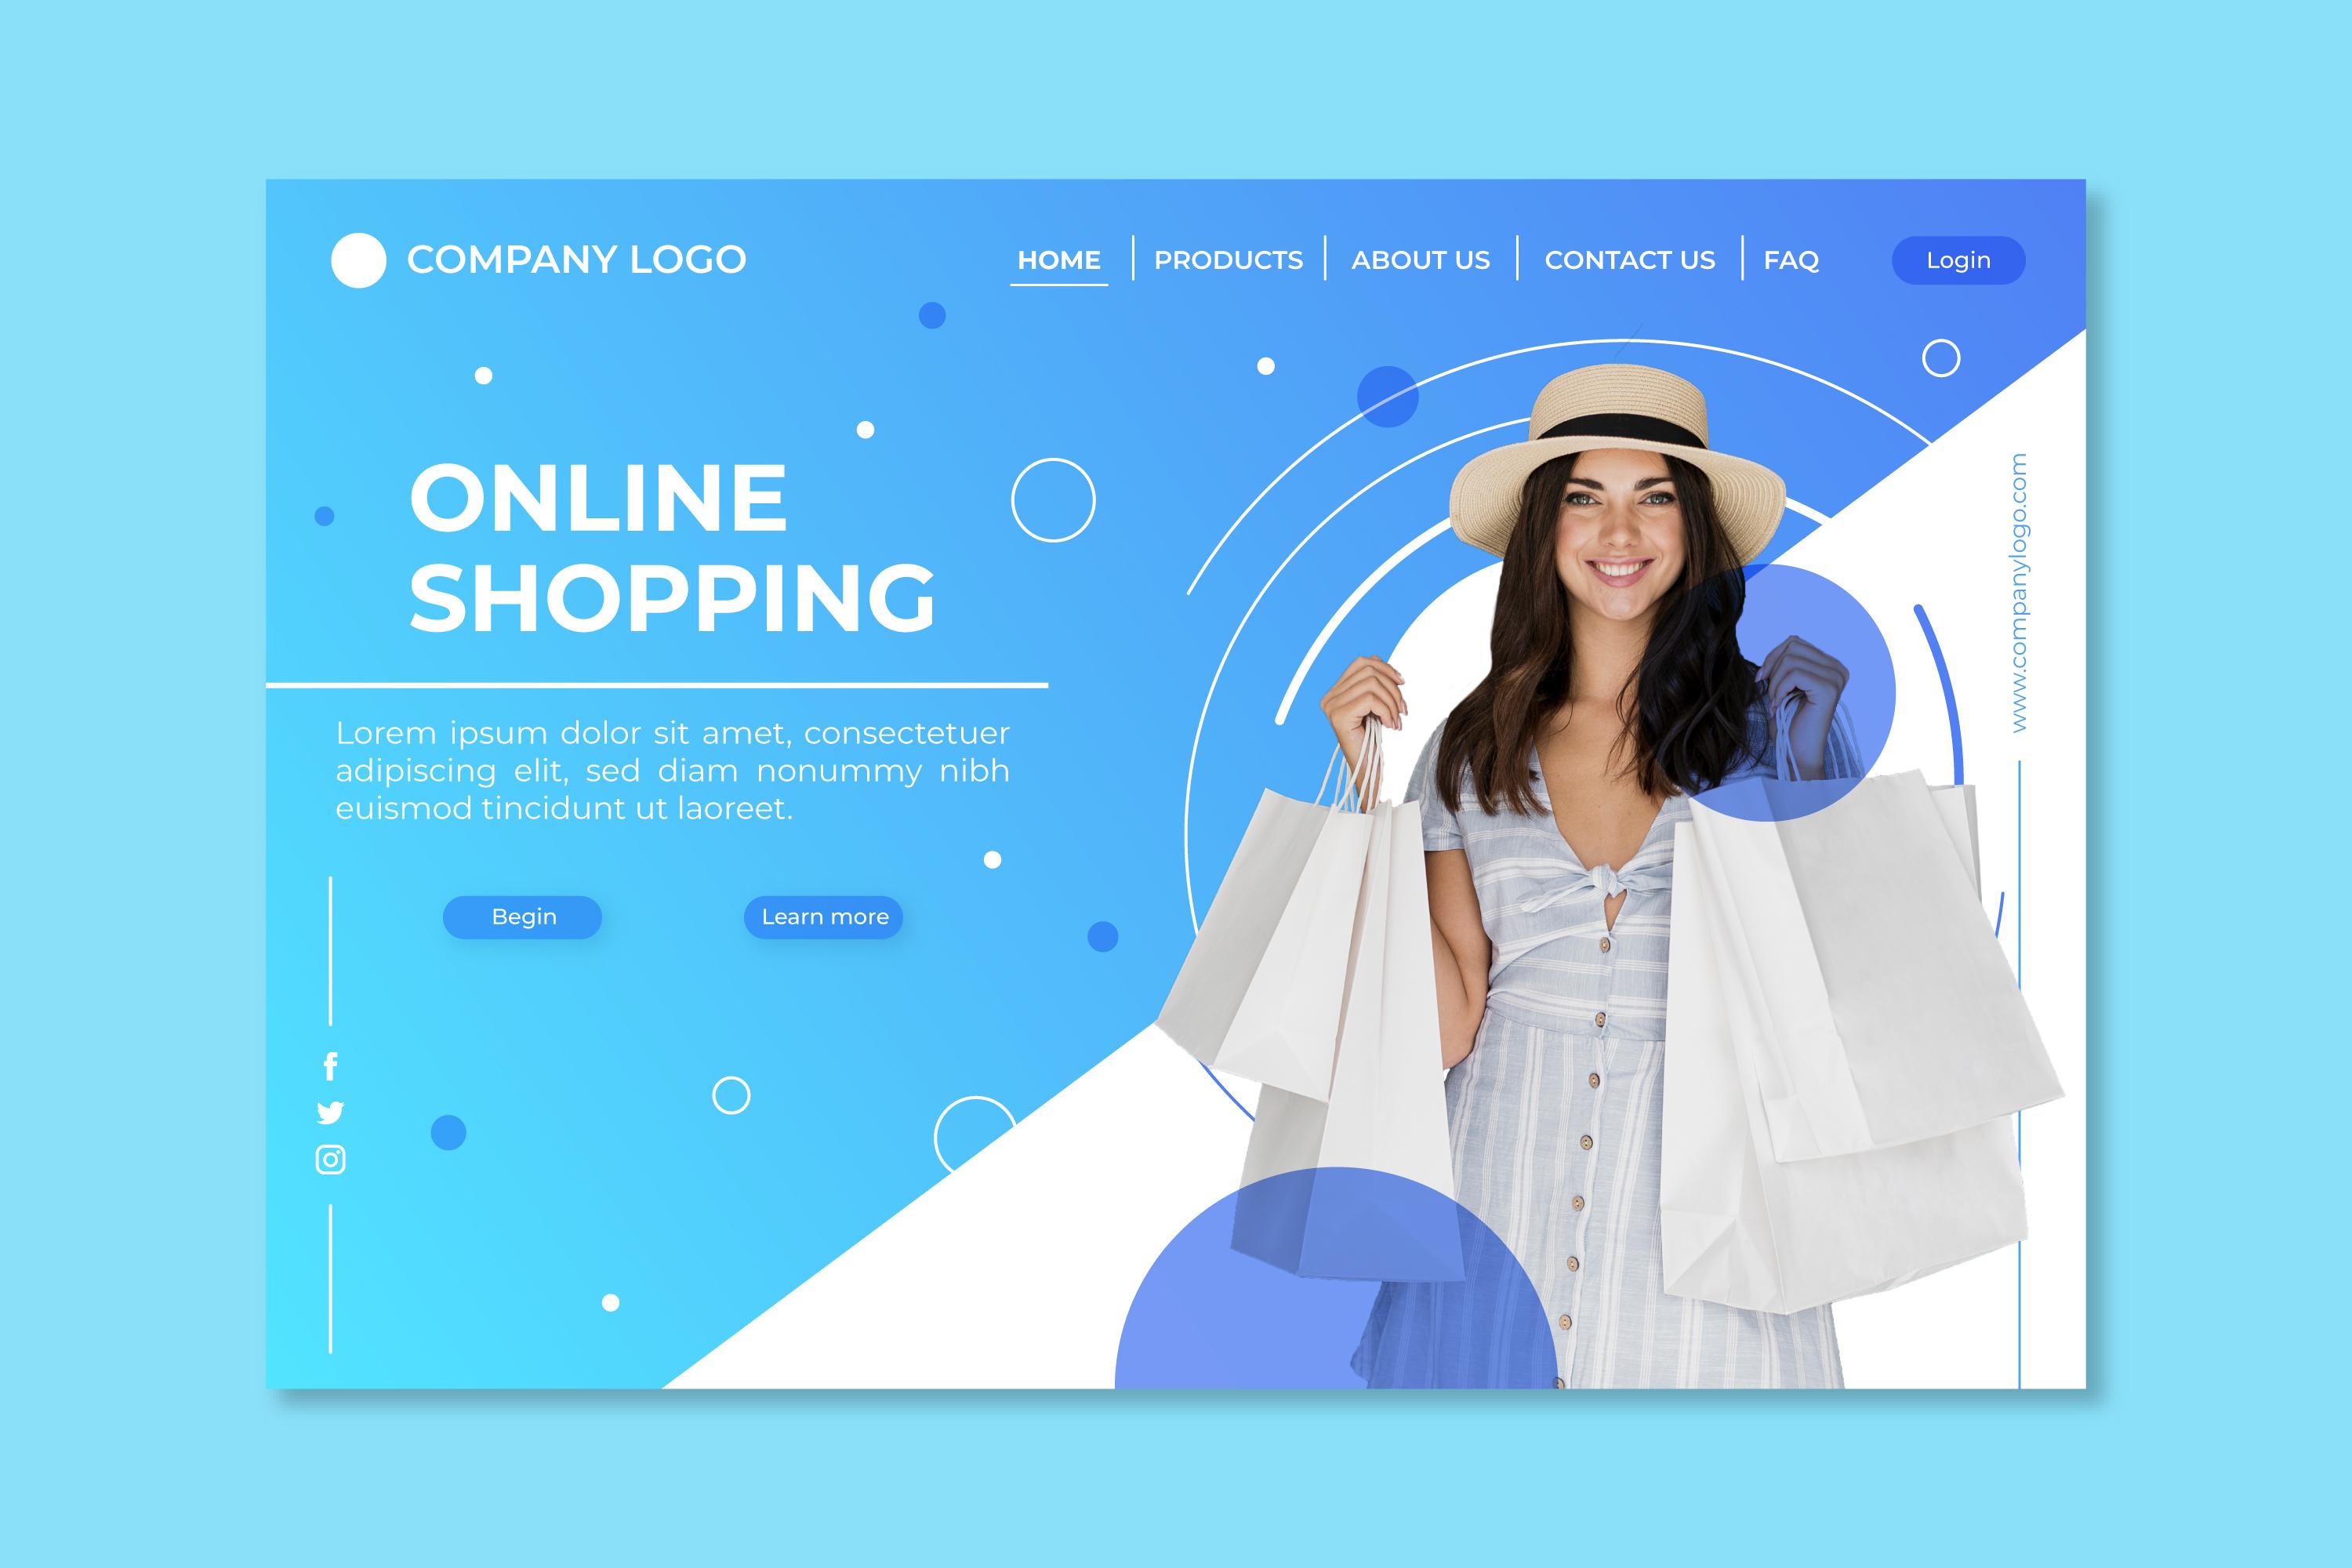 COMPANY LOGO
HOME
PRODUCTS
ABOUT US
CONTACT US
FAQ
Login
ONLINE
SHOPPING
Lorem ipsum dolor sit amet, consectetuer
adipiscing elit, sed diam nonummy nibh
euismod tincidunt ut laoreet.
Begin
Learn more
www.companylogo.com